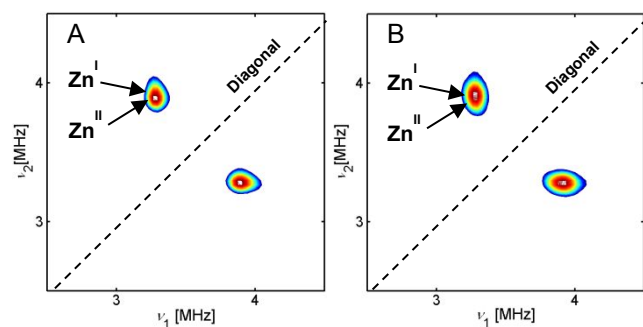 A
Zn^I
Zn^II
Diagonal
4
3
ν2[MHz]
3
4
ν1 [MHz]
B
Zn^I
Zn^II
Diagonal
4
3
ν2[MHz]
3
4
ν1 [MHz]